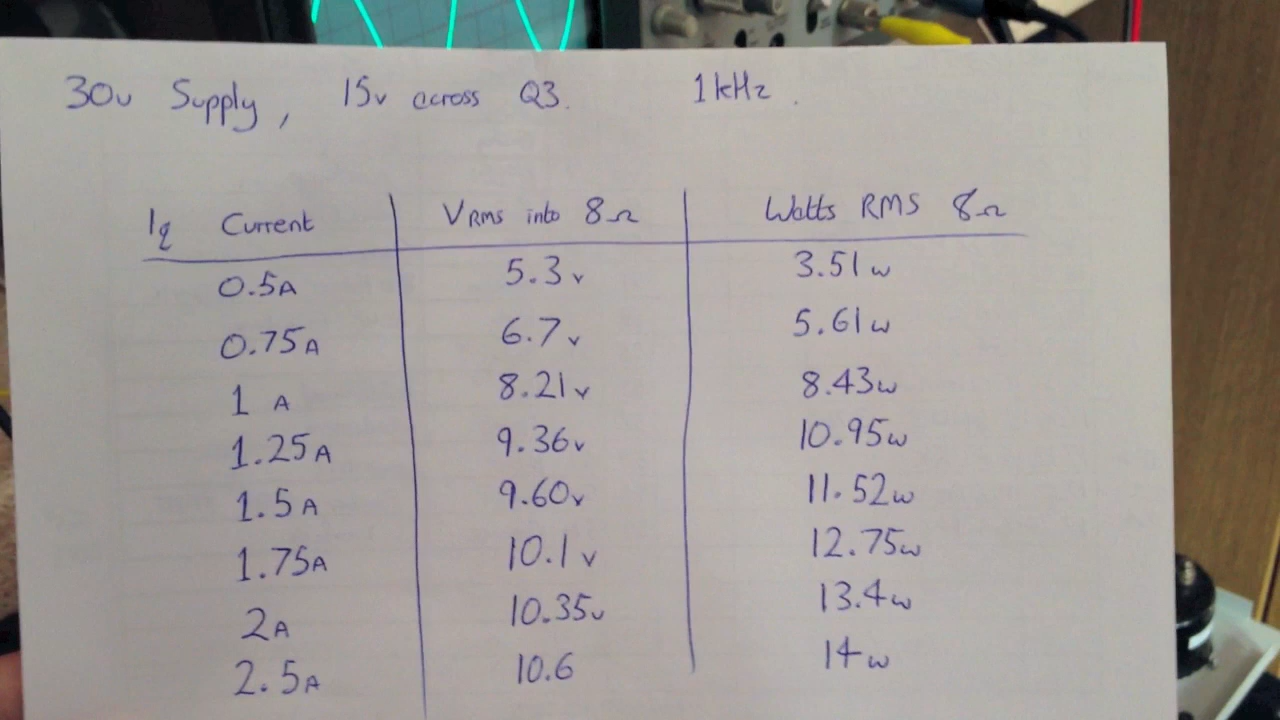 30v Supply, 15v across Q3. 1kHz.
Iq Current VRMS into 8Ω Watts RMS 8Ω
0.5A 5.3v 3.51w
0.75A 6.7v 5.61w
1A 8.21v 8.43w
1.25A 9.36v 10.95w
1.5A 9.60v 11.52w
1.75A 10.1v 12.75w
2A 10.35v 13.4w
2.5A 10.6 14w